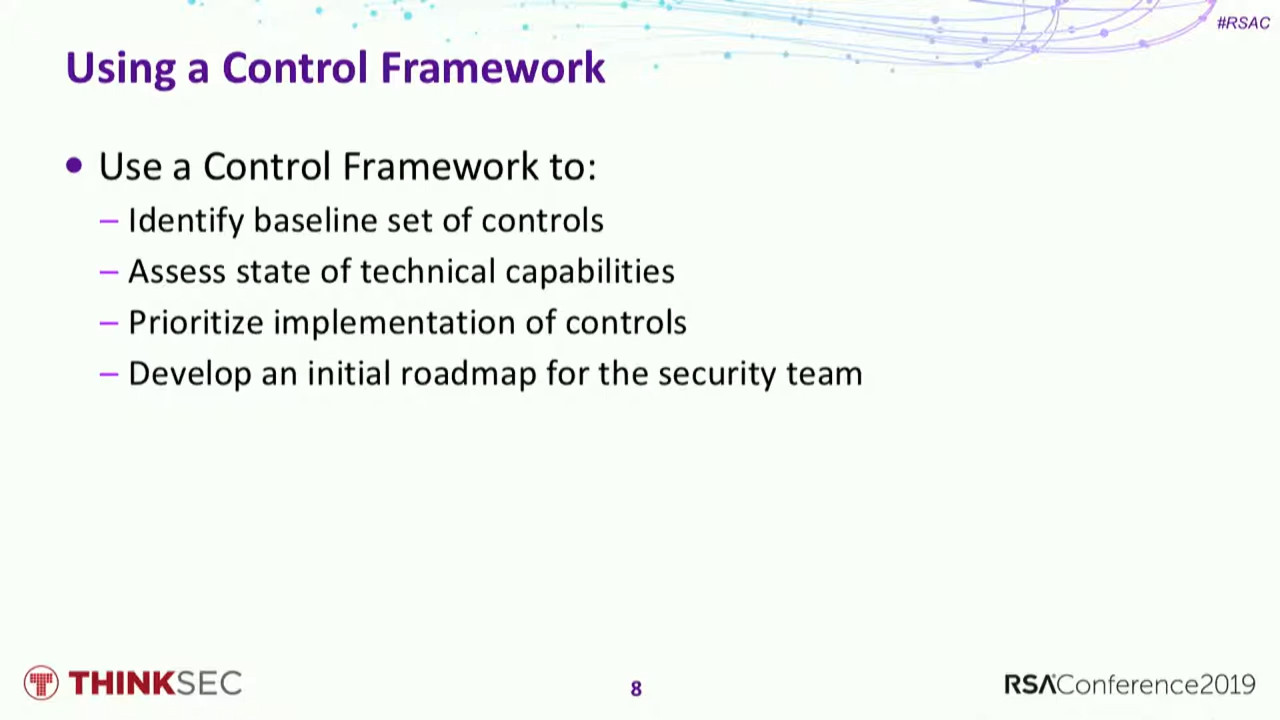 #RSAC
Using a Control Framework
• Use a Control Framework to:
– Identify baseline set of controls
– Assess state of technical capabilities
– Prioritize implementation of controls
– Develop an initial roadmap for the security team
THINKSEC
8
RSAConference2019